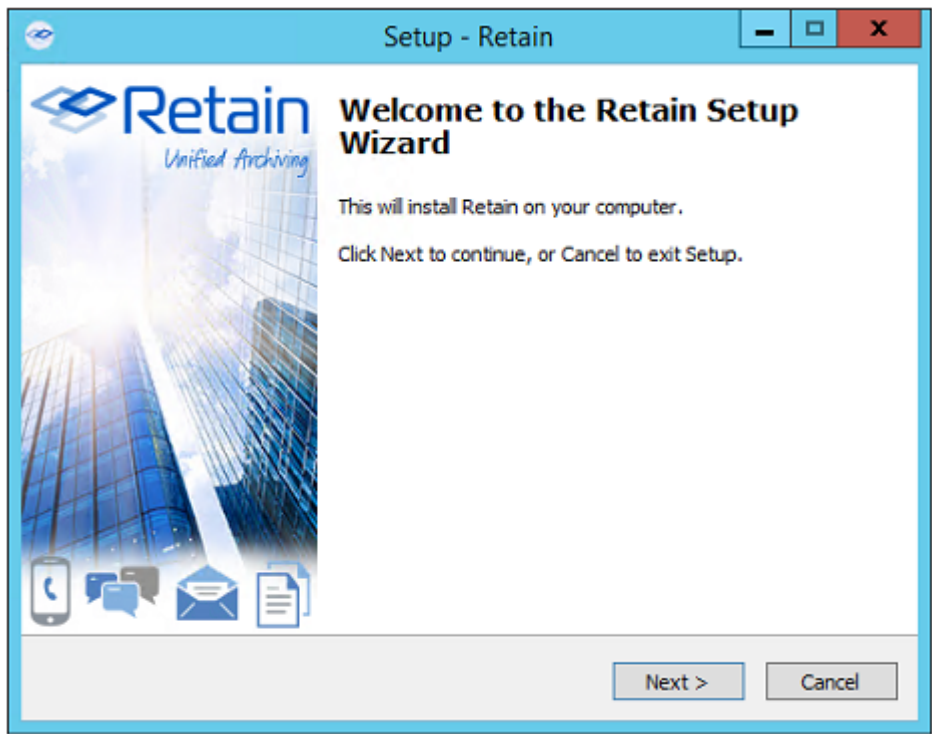 Setup - Retain
Retain
Unified Archiving
Welcome to the Retain Setup
Wizard
This will install Retain on your computer.
Click Next to continue, or Cancel to exit Setup.
Next >
Cancel